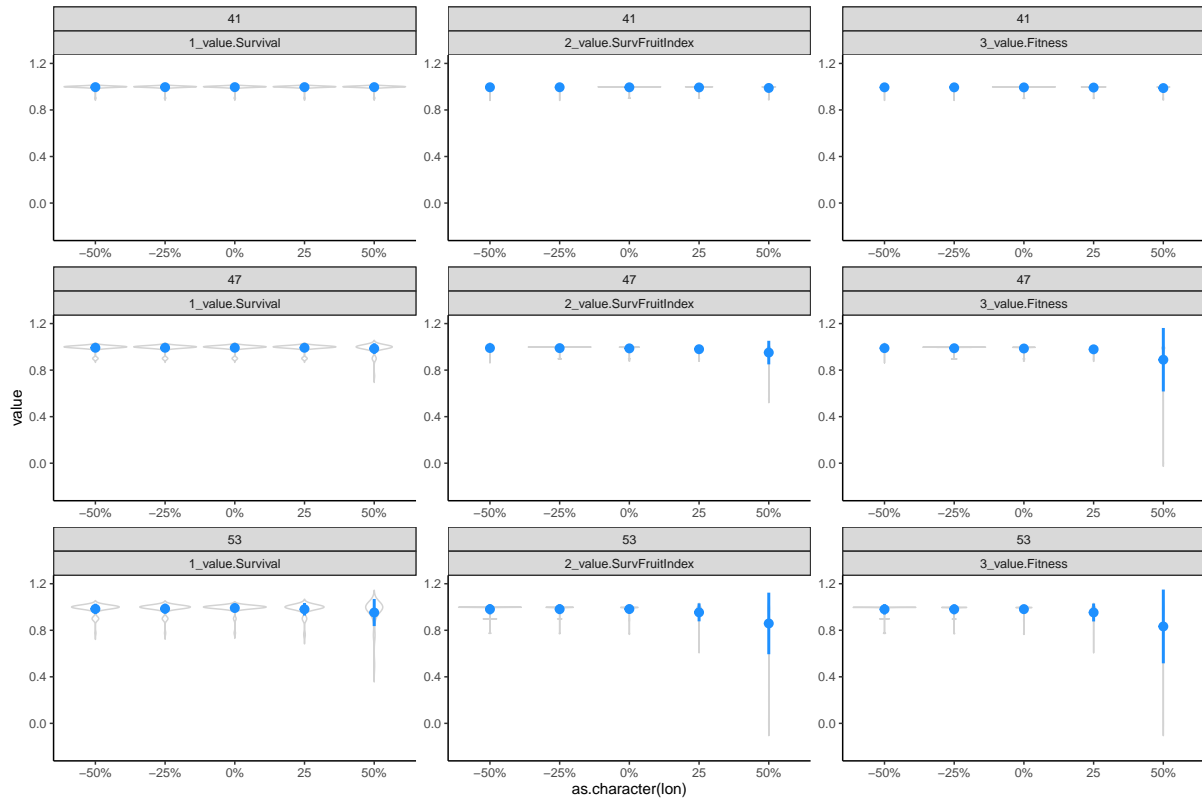 41 41 41
1_value.Survival 2_value.SurvFruitIndex 3_value.Fitness
1.2 1.2 1.2
0.8 0.8 0.8
0.4 0.4 0.4
0.0 0.0 0.0
−50% −25% 0% 25 50% −50% −25% 0% 25 50% −50% −25% 0% 25 50%
47 47 47
1_value.Survival 2_value.SurvFruitIndex 3_value.Fitness
1.2 1.2 1.2
0.8 0.8 0.8
value
0.4 0.4 0.4
0.0 0.0 0.0
−50% −25% 0% 25 50% −50% −25% 0% 25 50% −50% −25% 0% 25 50%
53 53 53
1_value.Survival 2_value.SurvFruitIndex 3_value.Fitness
1.2 1.2 1.2
0.8 0.8 0.8
0.4 0.4 0.4
0.0 0.0 0.0
−50% −25% 0% 25 50% −50% −25% 0% 25 50% −50% −25% 0% 25 50%
as.character(lon)